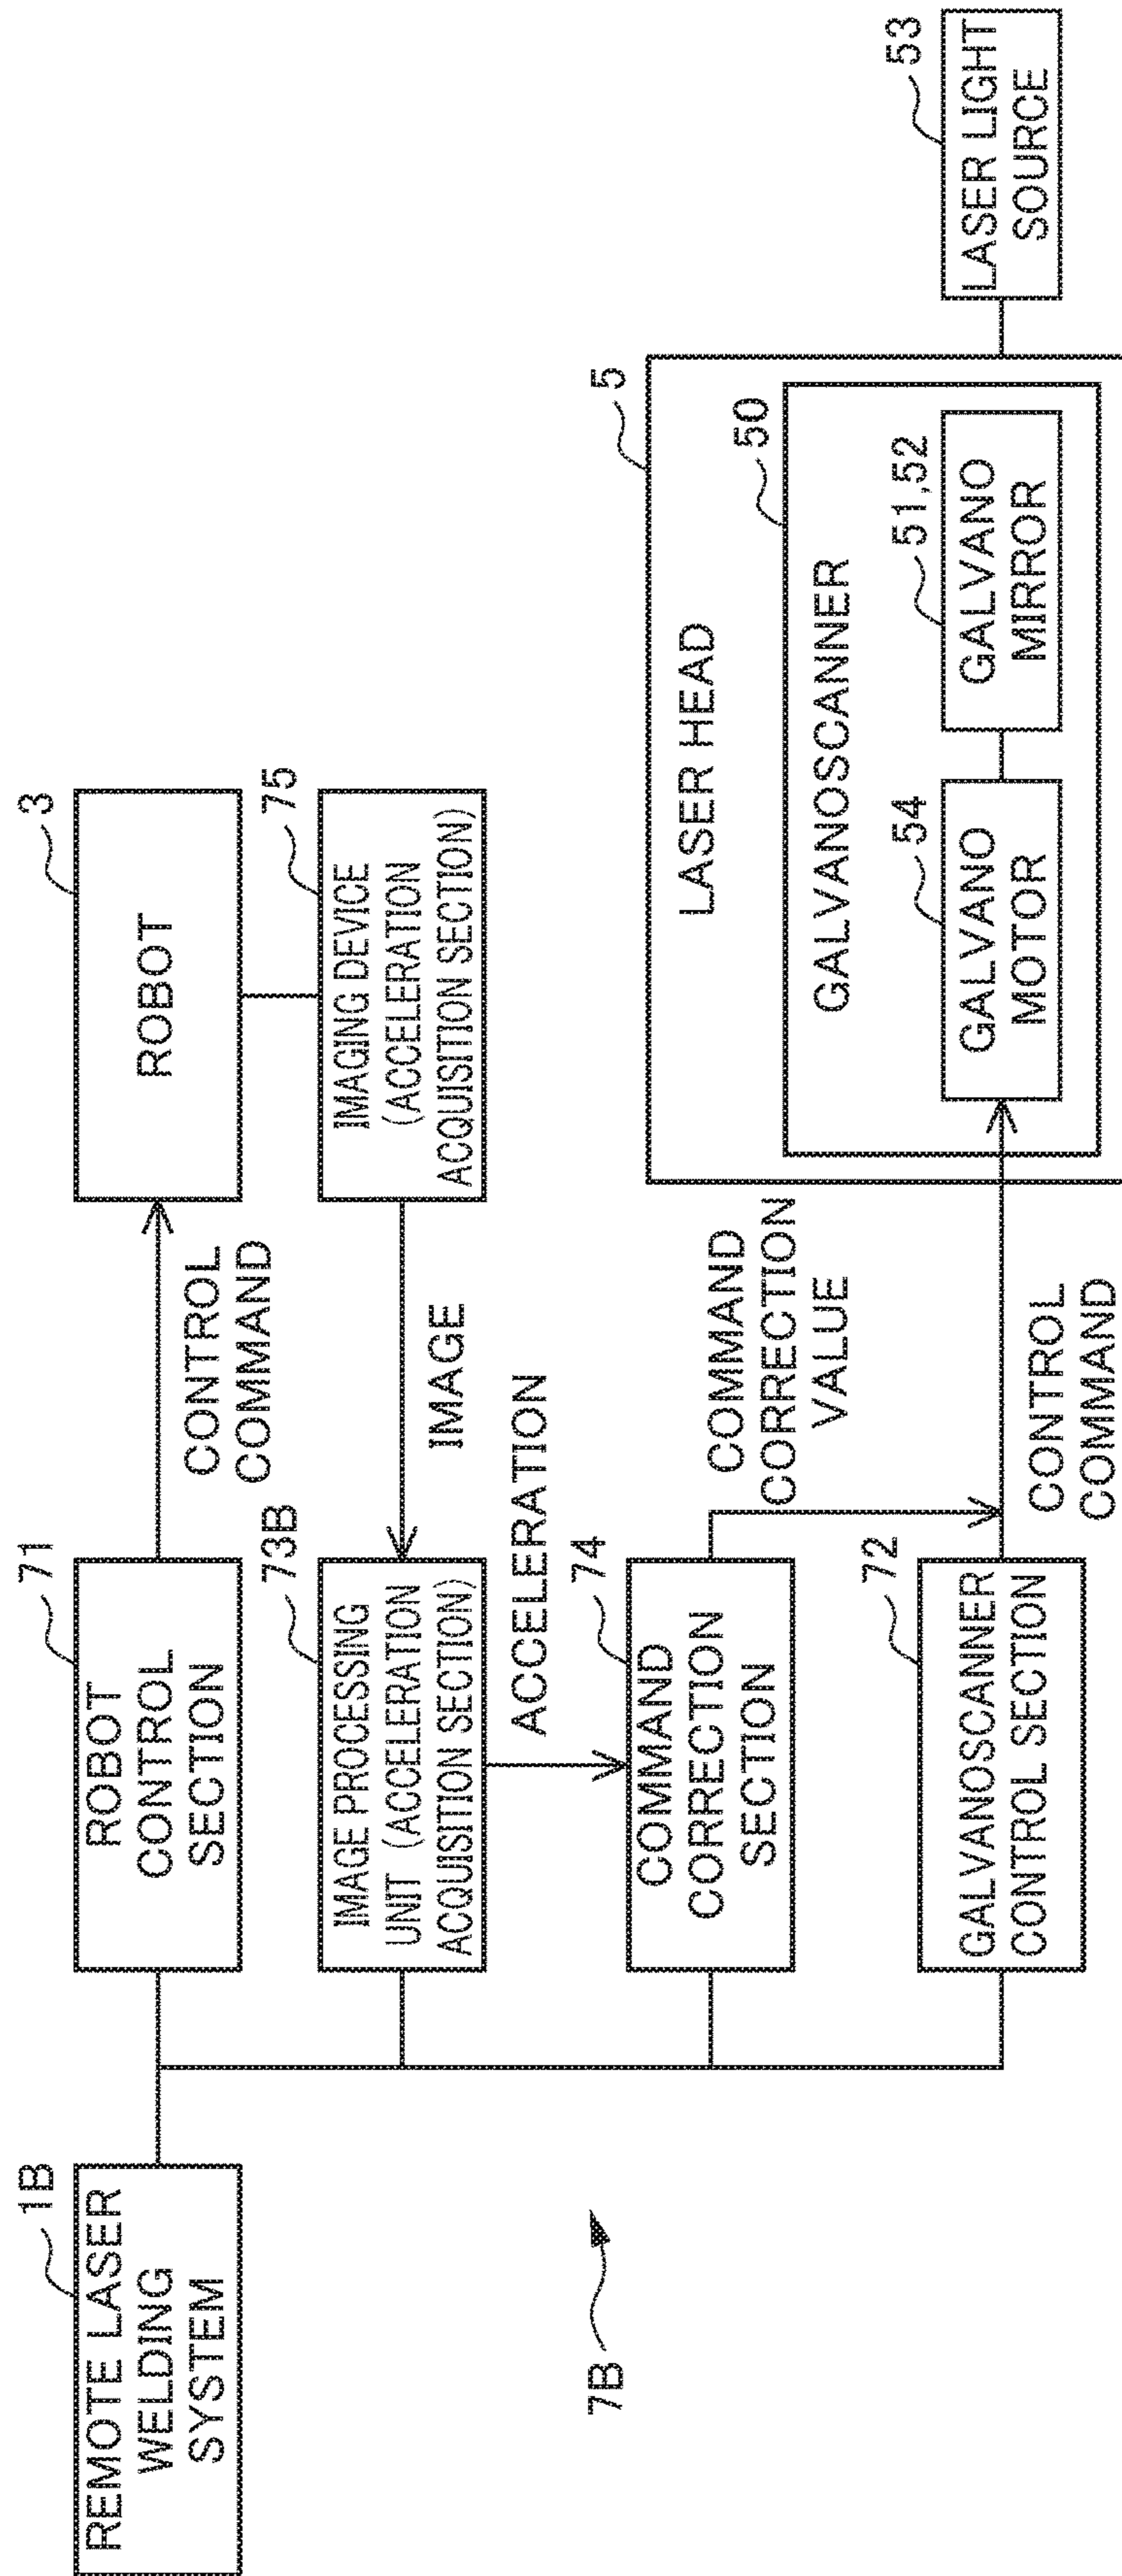 1B
REMOTE LASER
WELDING
SYSTEM
7B
71
ROBOT
CONTROL
SECTION
CONTROL
COMMAND
3
ROBOT
73B
IMAGE PROCESSING
UNIT (ACCELERATION
ACQUISITION SECTION)
IMAGE
75
IMAGING DEVICE
(ACCELERATION
ACQUISITION SECTION)
ACCELERATION
74
COMMAND
CORRECTION
SECTION
COMMAND
CORRECTION
VALUE
72
GALVANOSCANNER
CONTROL SECTION
CONTROL
COMMAND
5
LASER HEAD
50
GALVANOSCANNER
54
GALVANO
MOTOR
51,52
GALVANO
MIRROR
53
LASER LIGHT
SOURCE